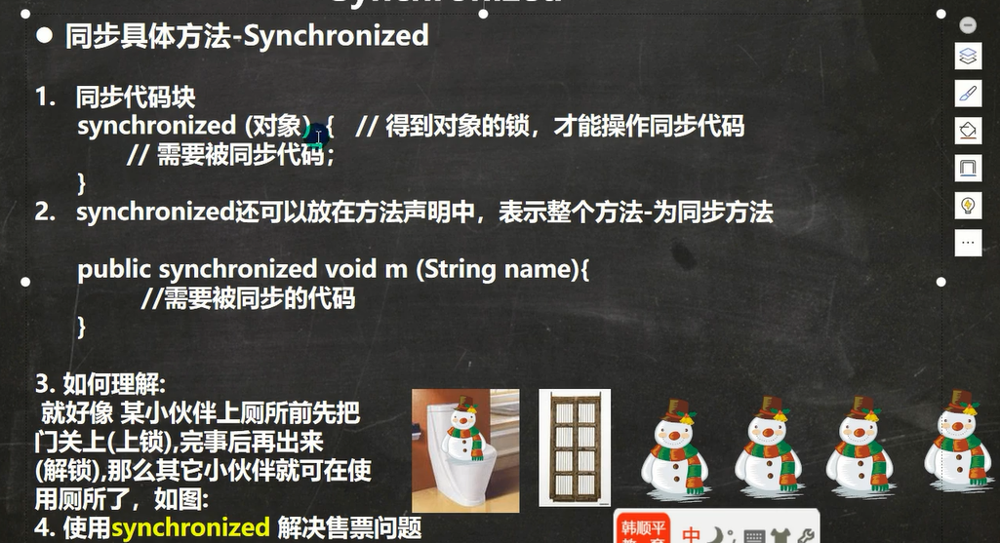 ● 同步具体方法-Synchronized
1. 同步代码块
synchronized (对象) { // 得到对象的锁，才能操作同步代码
// 需要被同步代码;
}
2. synchronized还可以放在方法声明中，表示整个方法-为同步方法
public synchronized void m (String name){
//需要被同步的代码
}
3. 如何理解:
就好像 某小伙伴上厕所前先把
门关上(上锁),完事后再出来
(解锁),那么其它小伙伴就可在使
用厕所了，如图:
4. 使用synchronized 解决售票问题
韩顺平
中